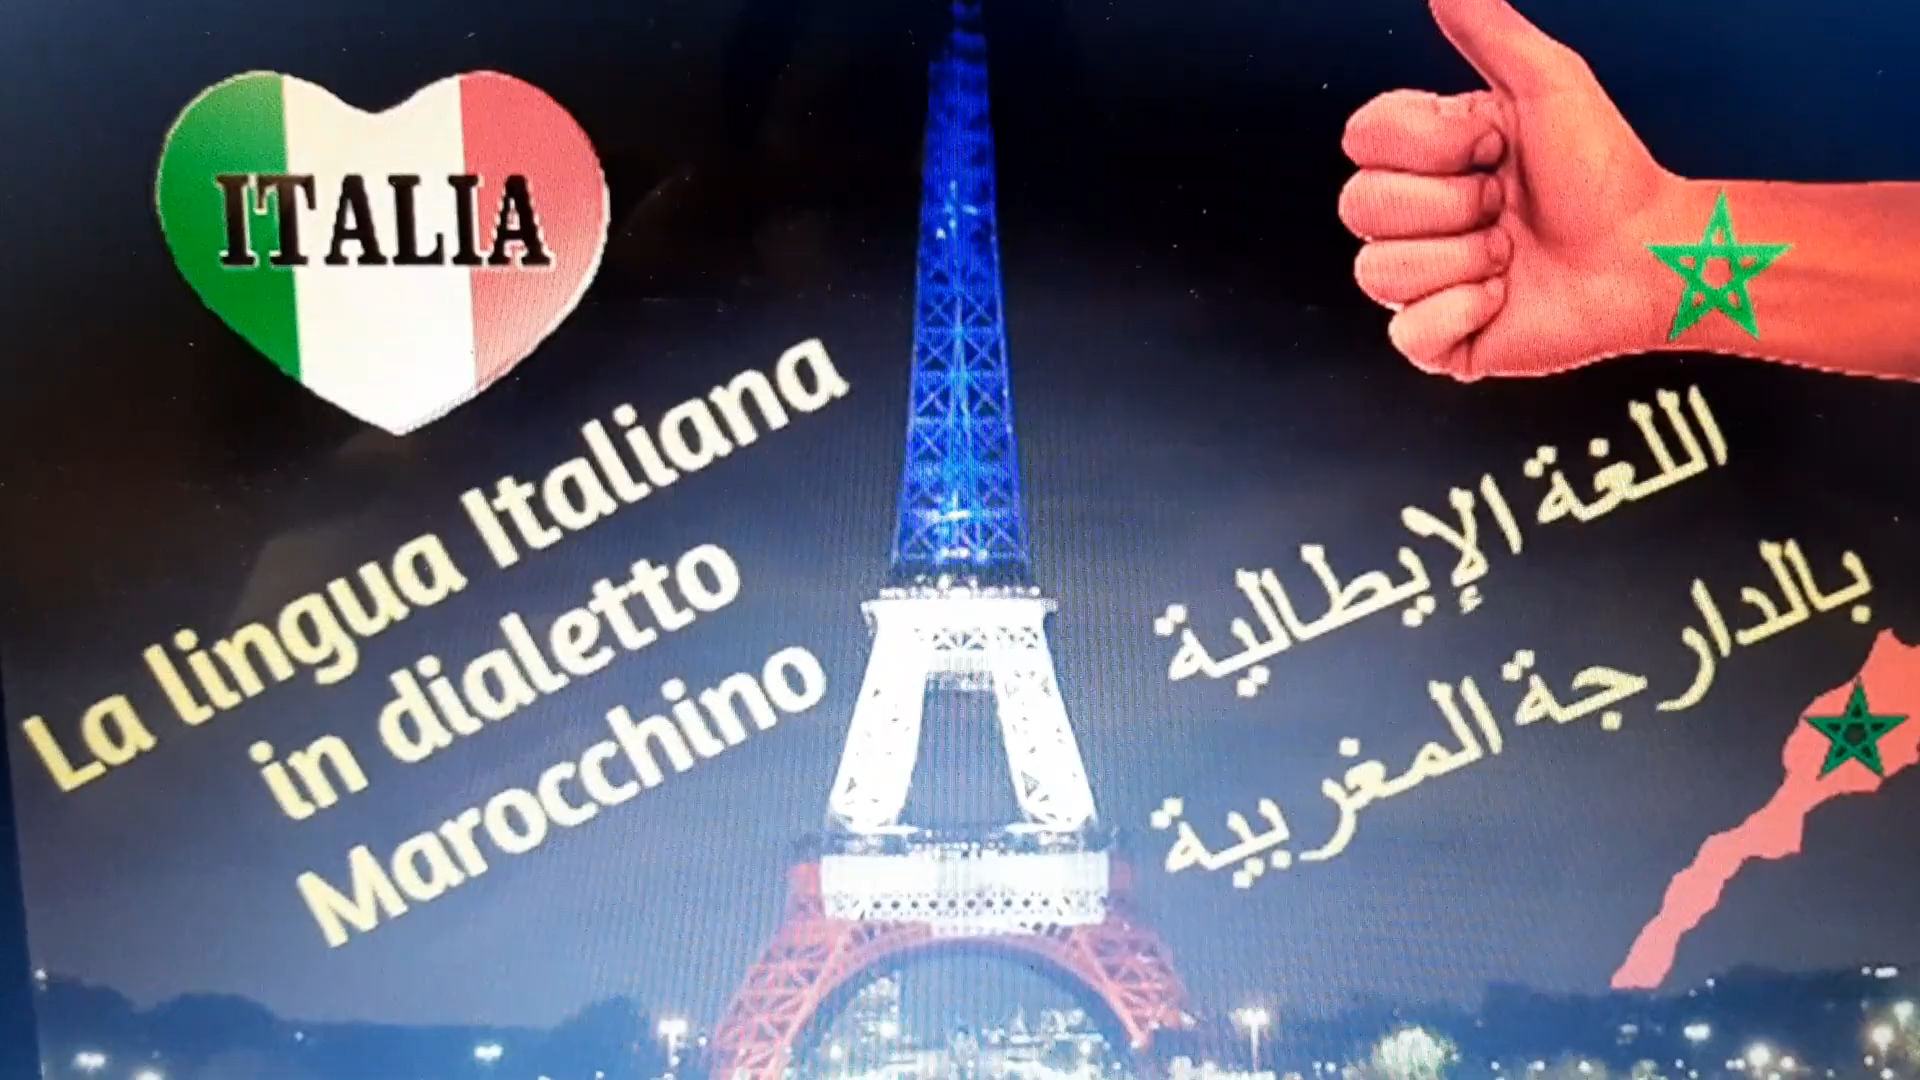 ITALIA
La lingua Italiana
in dialetto
Marocchino
اللغة الإيطالية
بالدارجة المغربية